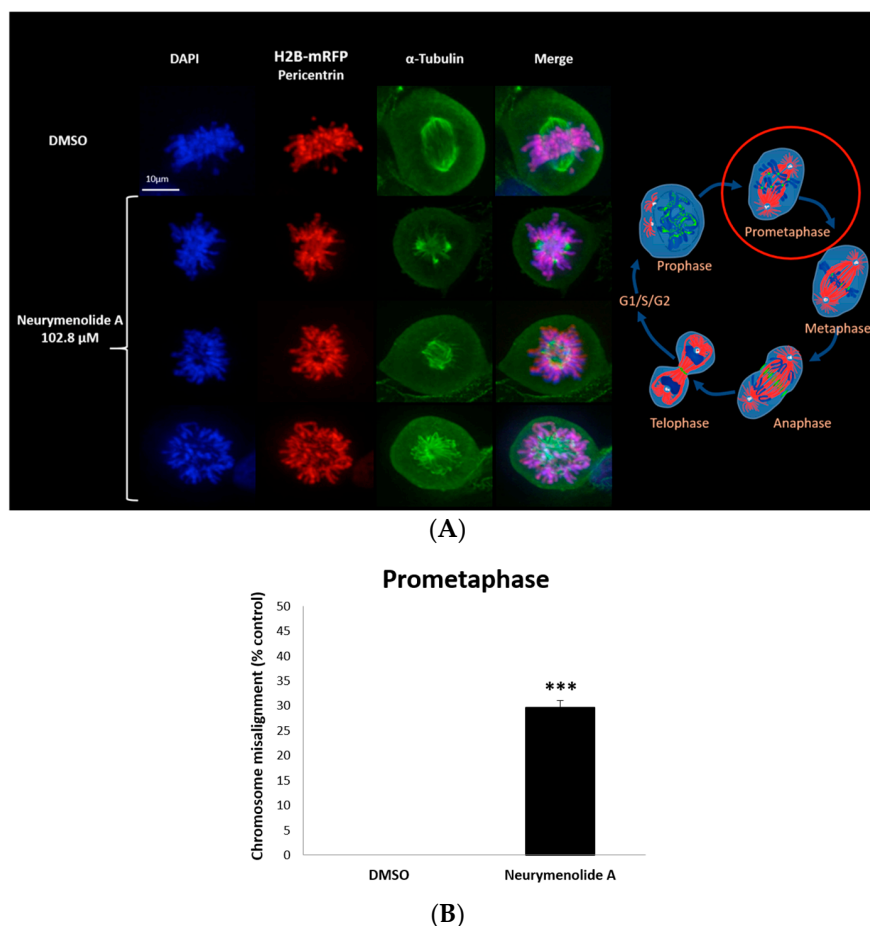 DAPI
H2B-mRFP
Pericentrin
α-Tubulin
Merge
DMSO
10µm
Neurymenolide A
102.8 µM
Prometaphase
Prophase
G1/S/G2
Metaphase
Telophase
Anaphase
(A)
Prometaphase
Chromosome misalignment (% control)
50
45
40
35
30
25
20
15
10
5
0
***
DMSO
Neurymenolide A
(B)